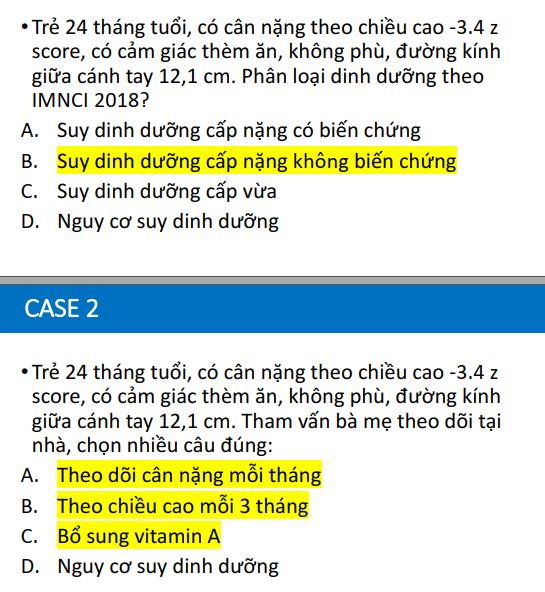 • Trẻ 24 tháng tuổi, có cân nặng theo chiều cao -3.4 z
score, có cảm giác thèm ăn, không phù, đường kính
giữa cánh tay 12,1 cm. Phân loại dinh dưỡng theo
IMNCI 2018?
A. Suy dinh dưỡng cấp nặng có biến chứng
B. Suy dinh dưỡng cấp nặng không biến chứng
C. Suy dinh dưỡng cấp vừa
D. Nguy cơ suy dinh dưỡng
CASE 2
• Trẻ 24 tháng tuổi, có cân nặng theo chiều cao -3.4 z
score, có cảm giác thèm ăn, không phù, đường kính
giữa cánh tay 12,1 cm. Tham vấn bà mẹ theo dõi tại
nhà, chọn nhiều câu đúng:
A. Theo dõi cân nặng mỗi tháng
B. Theo chiều cao mỗi 3 tháng
C. Bổ sung vitamin A
D. Nguy cơ suy dinh dưỡng